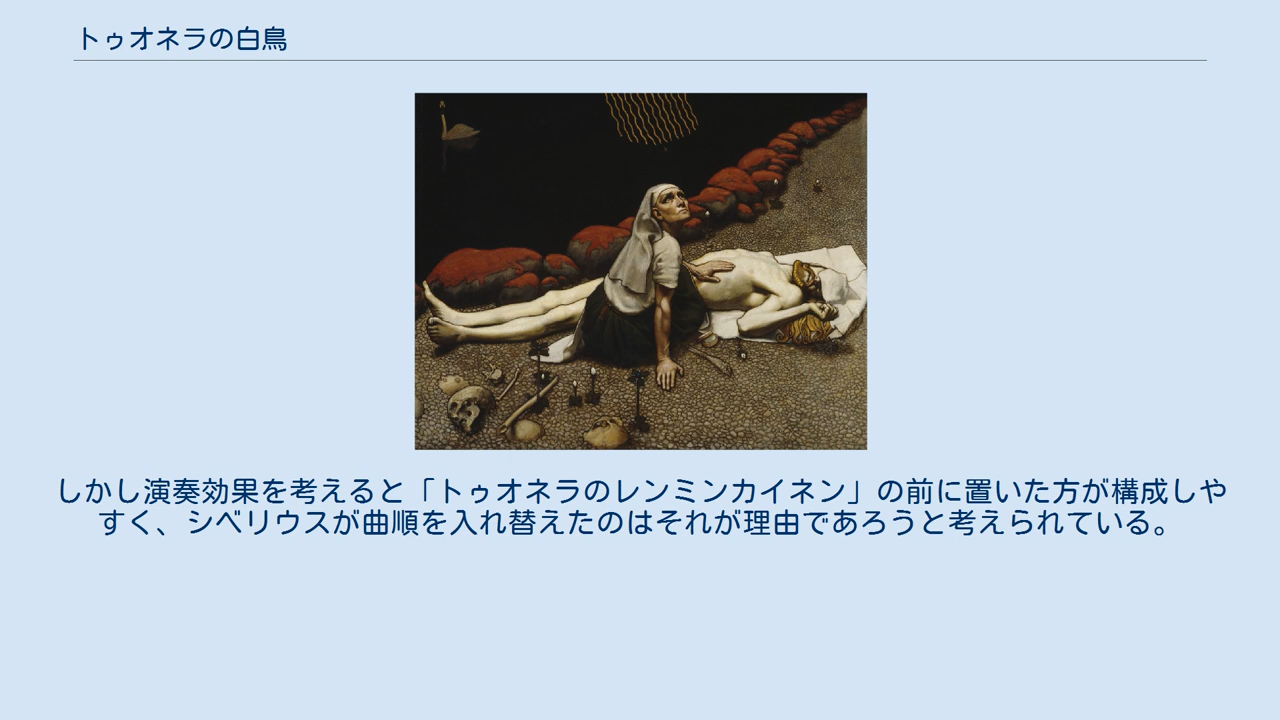 トゥオネラの白鳥
しかし演奏効果を考えると「トゥオネラのレンミンカイネン」の前に置いた方が構成しや
すく、シベリウスが曲順を入れ替えたのはそれが理由であろうと考えられている。